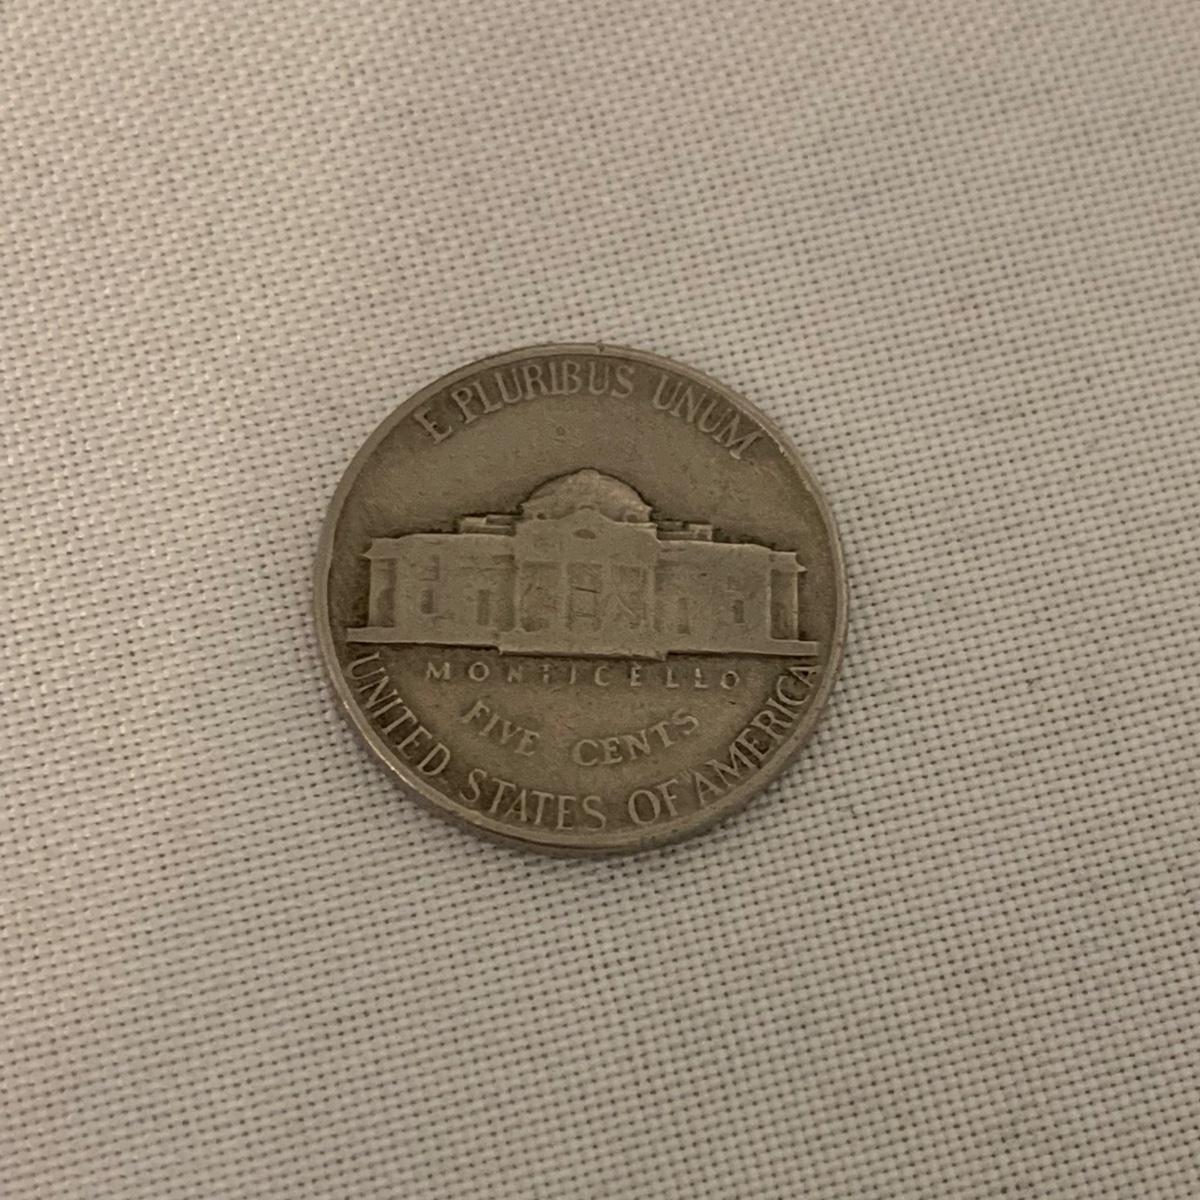 E PLURIBUS UNUM
MONTICELLO
FIVE CENTS
UNITED STATES OF AMERICA